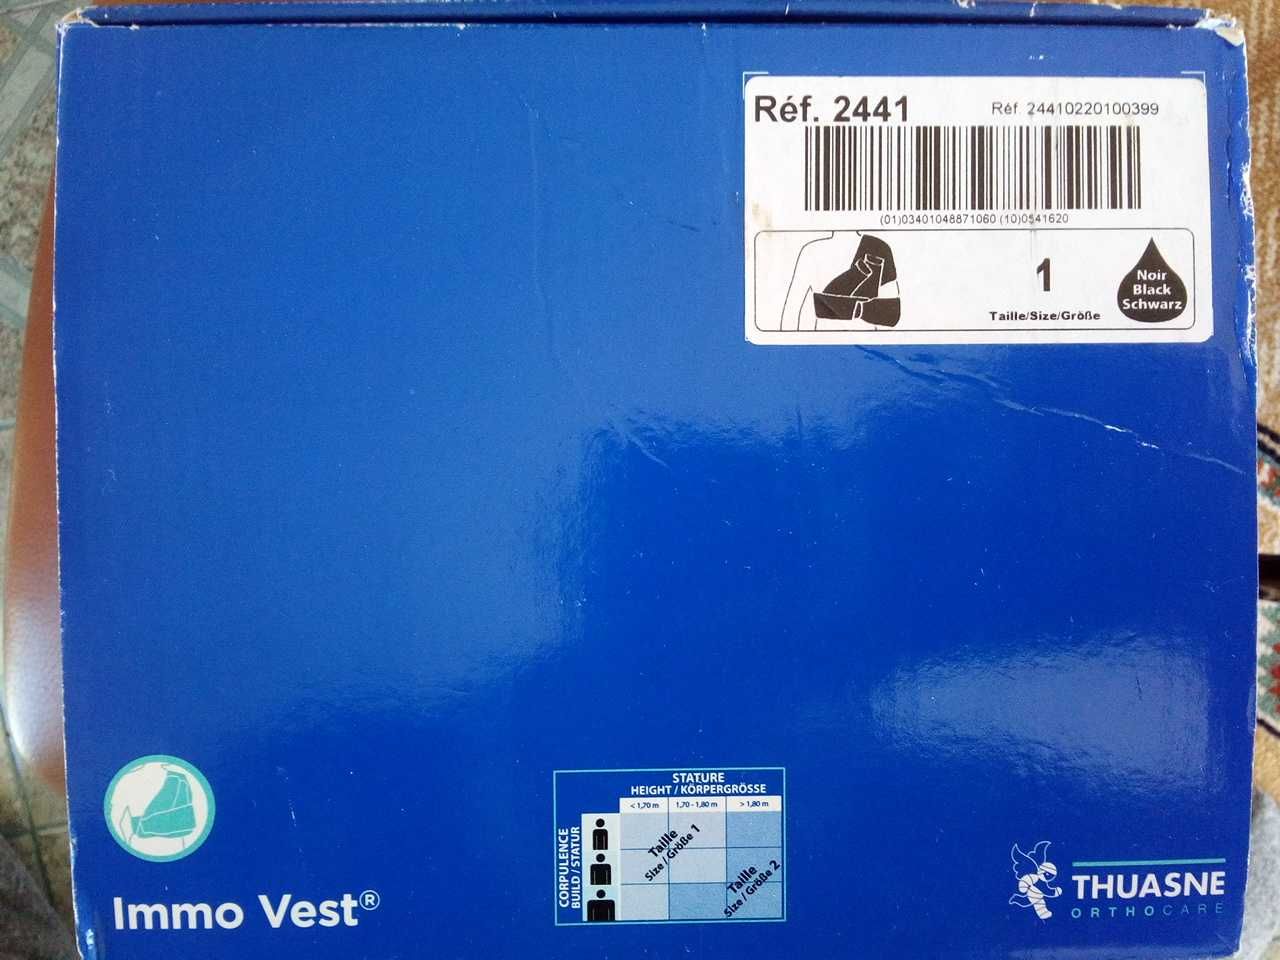 Réf. 2441
Réf. 24410220100399
(01)03401048871060 (10)0541620
1
Taille/Size/Größe
Noir
Black
Schwarz
Immo Vest®
STATURE
HEIGHT / KÖRPERGRÖSSE
< 1,70 m 1,70 - 1,80 m > 1,80 m
CORPULENCE
BUILD / STATUR
Taille
Size / Größe 1
Taille
Size / Größe 2
THUASNE
ORTHOCARE